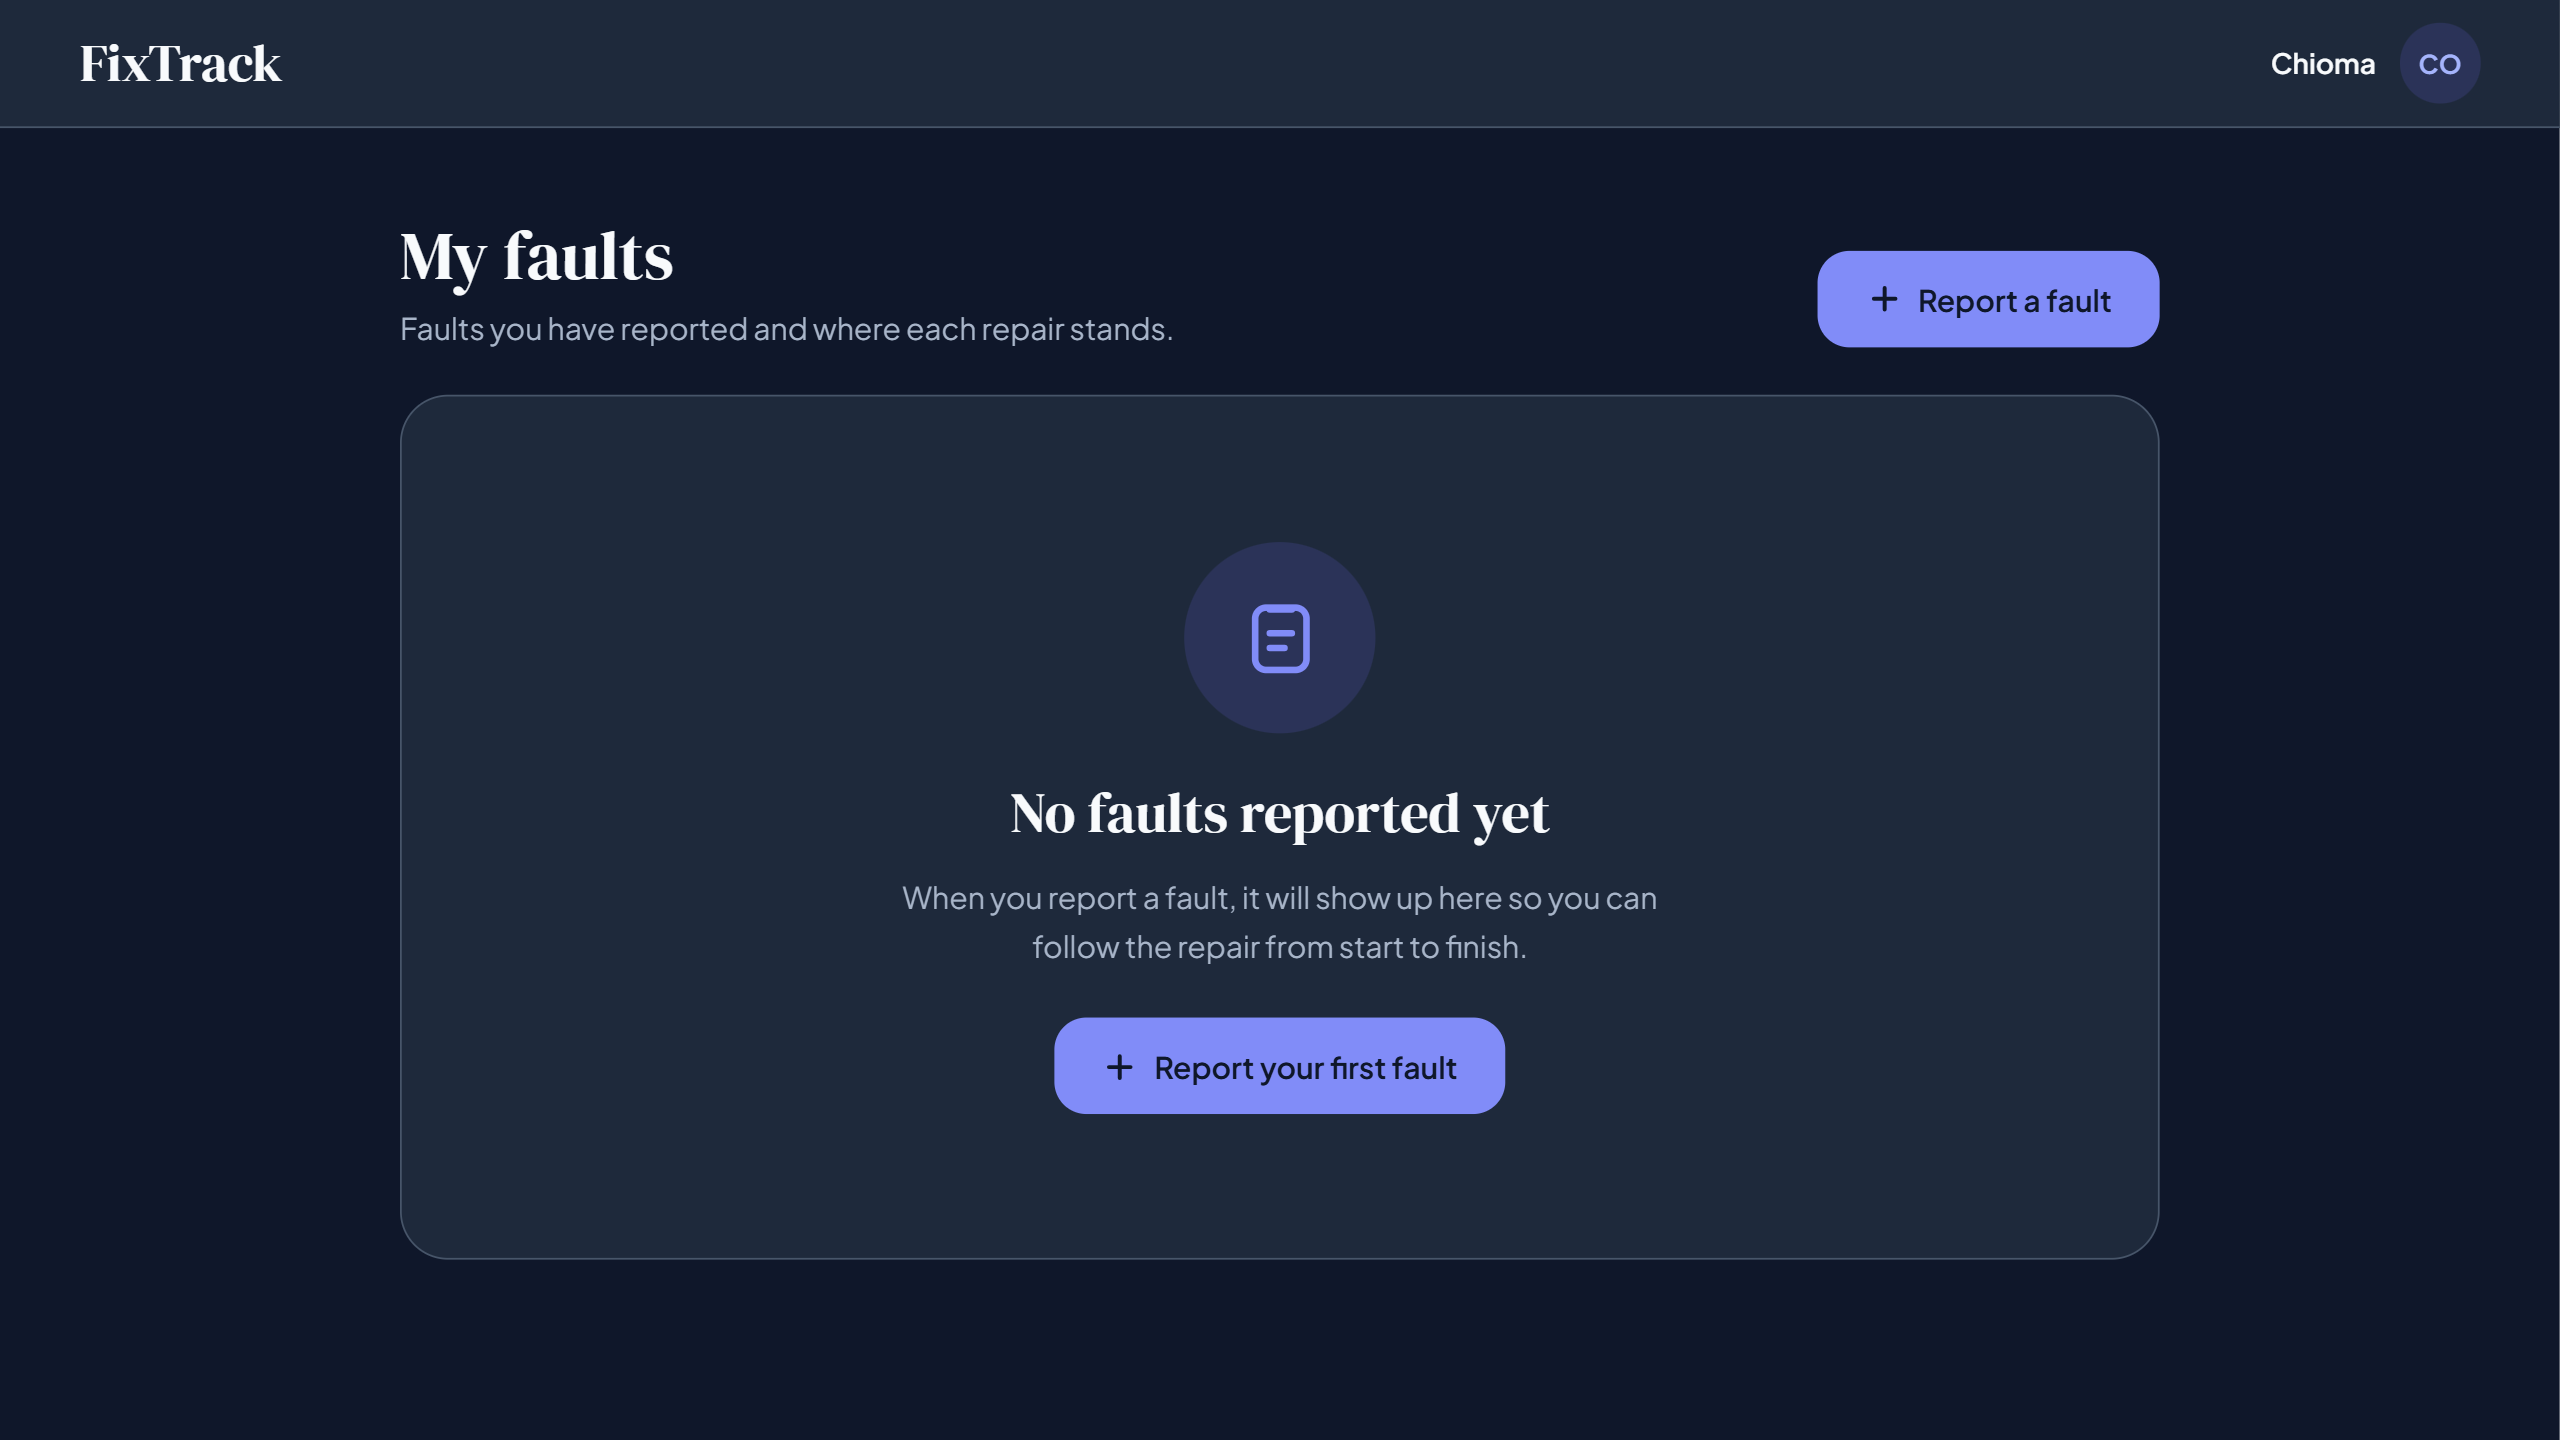 FixTrack
Chioma
CO
My faults
Faults you have reported and where each repair stands.
+ Report a fault
No faults reported yet
When you report a fault, it will show up here so you can
follow the repair from start to finish.
+ Report your first fault